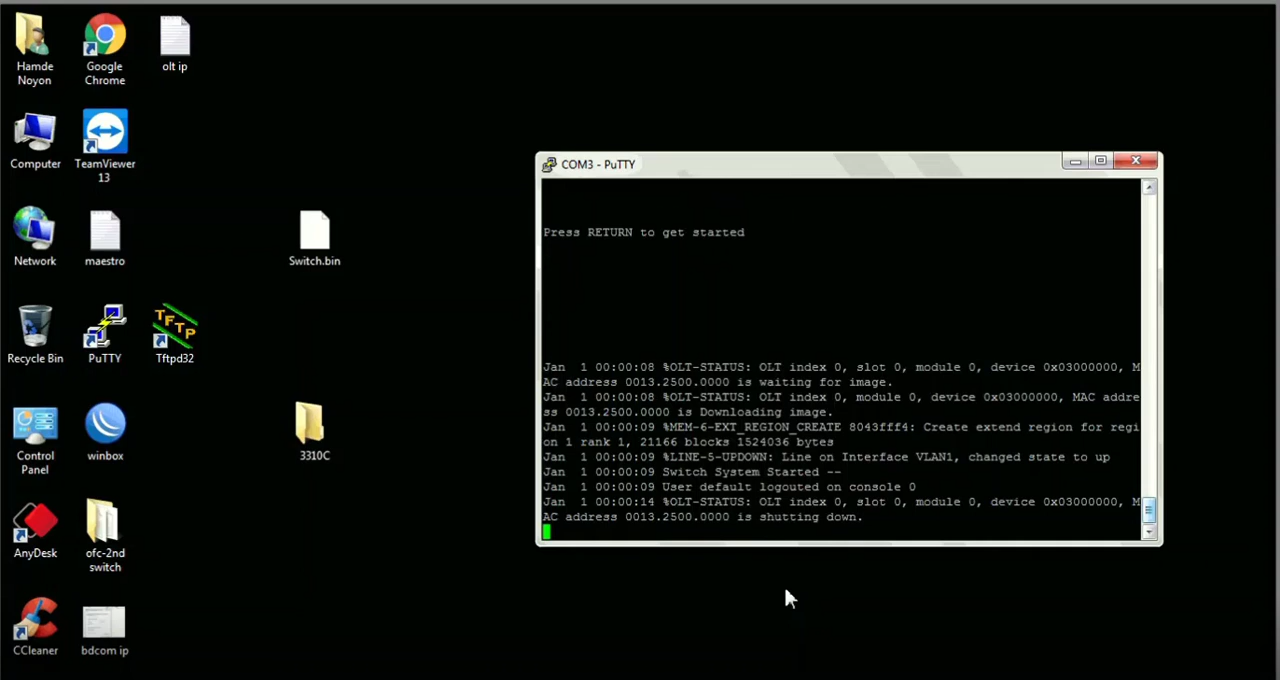 Hamde
Noyon
Google
Chrome
olt ip
Computer
TeamViewer
13
Network
maestro
Switch.bin
Recycle Bin
PuTTY
TFTP
Tftpd32
Control
Panel
winbox
3310C
AnyDesk
ofc-2nd
switch
CCleaner
bdcom ip
COM3 - PuTTY
Press RETURN to get started
Jan  1 00:00:08 %OLT-STATUS: OLT index 0, slot 0, module 0, device 0x03000000, M
AC address 0013.2500.0000 is waiting for image.
Jan  1 00:00:08 %OLT-STATUS: OLT index 0, module 0, device 0x03000000, MAC addre
ss 0013.2500.0000 is Downloading image.
Jan  1 00:00:09 %MEM-6-EXT_REGION_CREATE 8043fff4: Create extend region for regi
on 1 rank 1, 21166 blocks 1524036 bytes
Jan  1 00:00:09 %LINE-5-UPDOWN: Line on Interface VLAN1, changed state to up
Jan  1 00:00:09 Switch System Started --
Jan  1 00:00:09 User default logouted on console 0
Jan  1 00:00:14 %OLT-STATUS: OLT index 0, slot 0, module 0, device 0x03000000, M
AC address 0013.2500.0000 is shutting down.